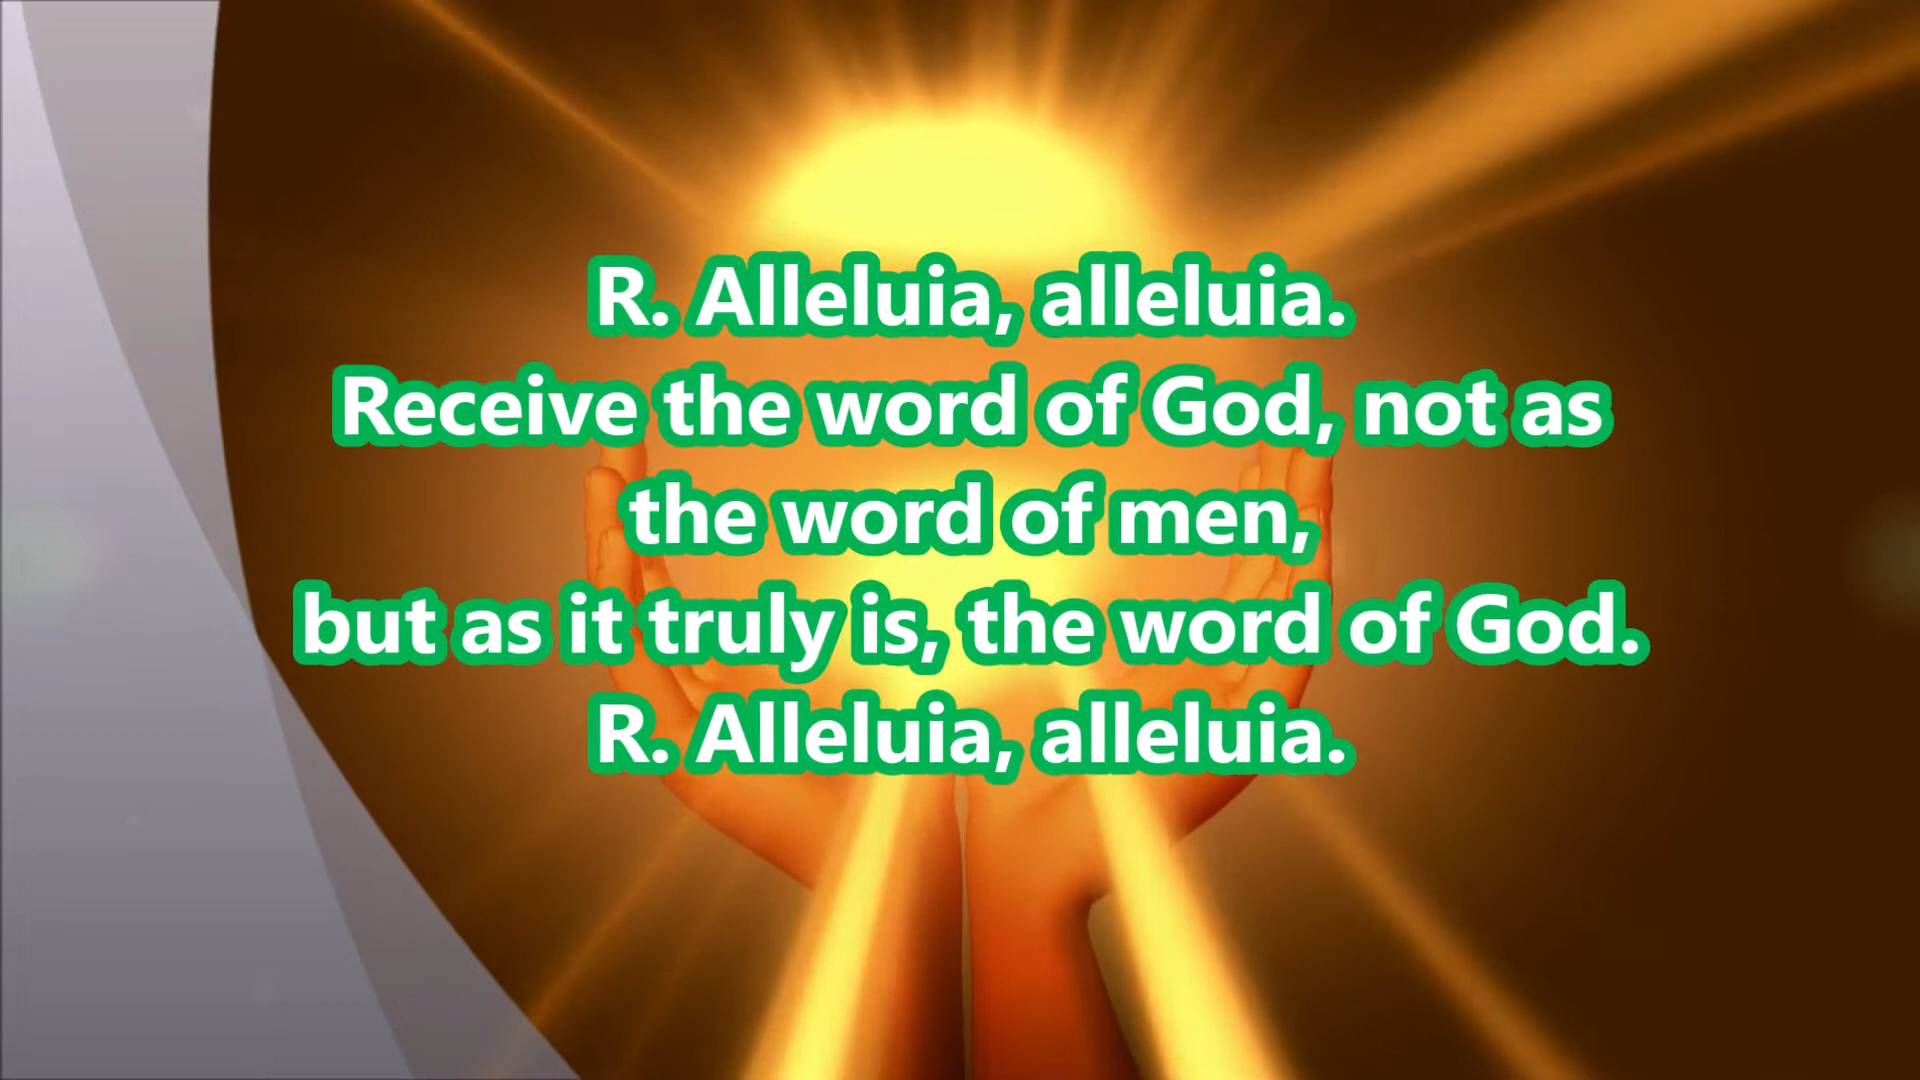 R. Alleluia, alleluia.
Receive the word of God, not as
the word of men,
but as it truly is, the word of God.
R. Alleluia, alleluia.